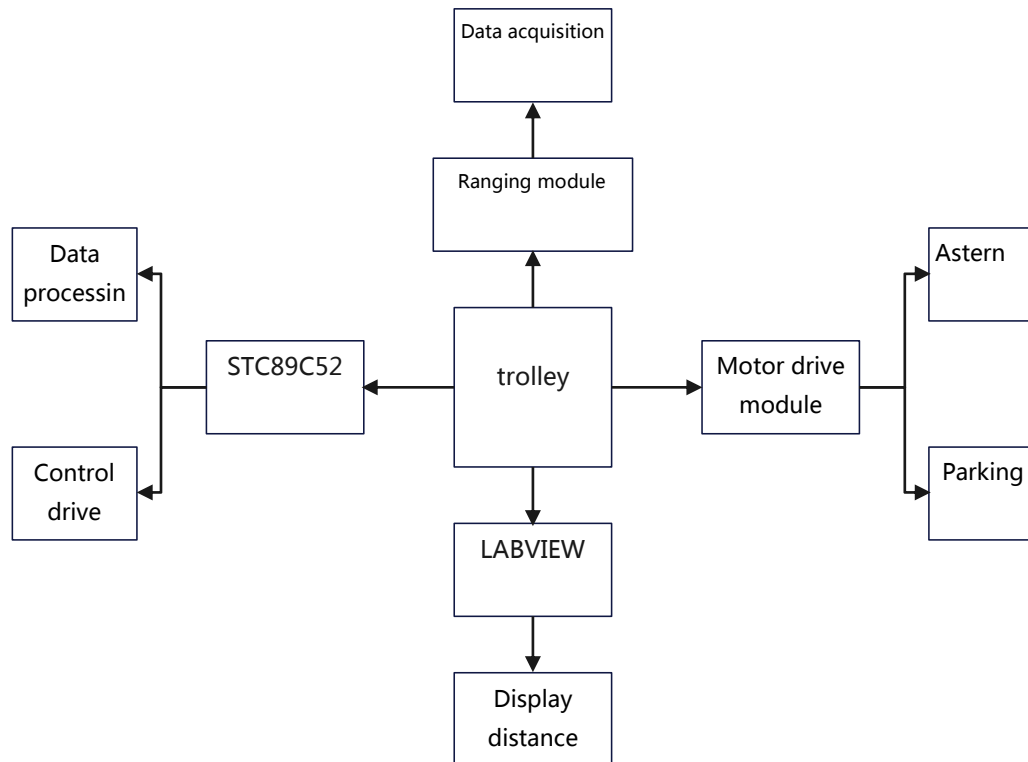 Data acquisition
Ranging module
Data
processin
Astern
STC89C52
trolley
Motor drive
module
Control
drive
Parking
LABVIEW
Display
distance